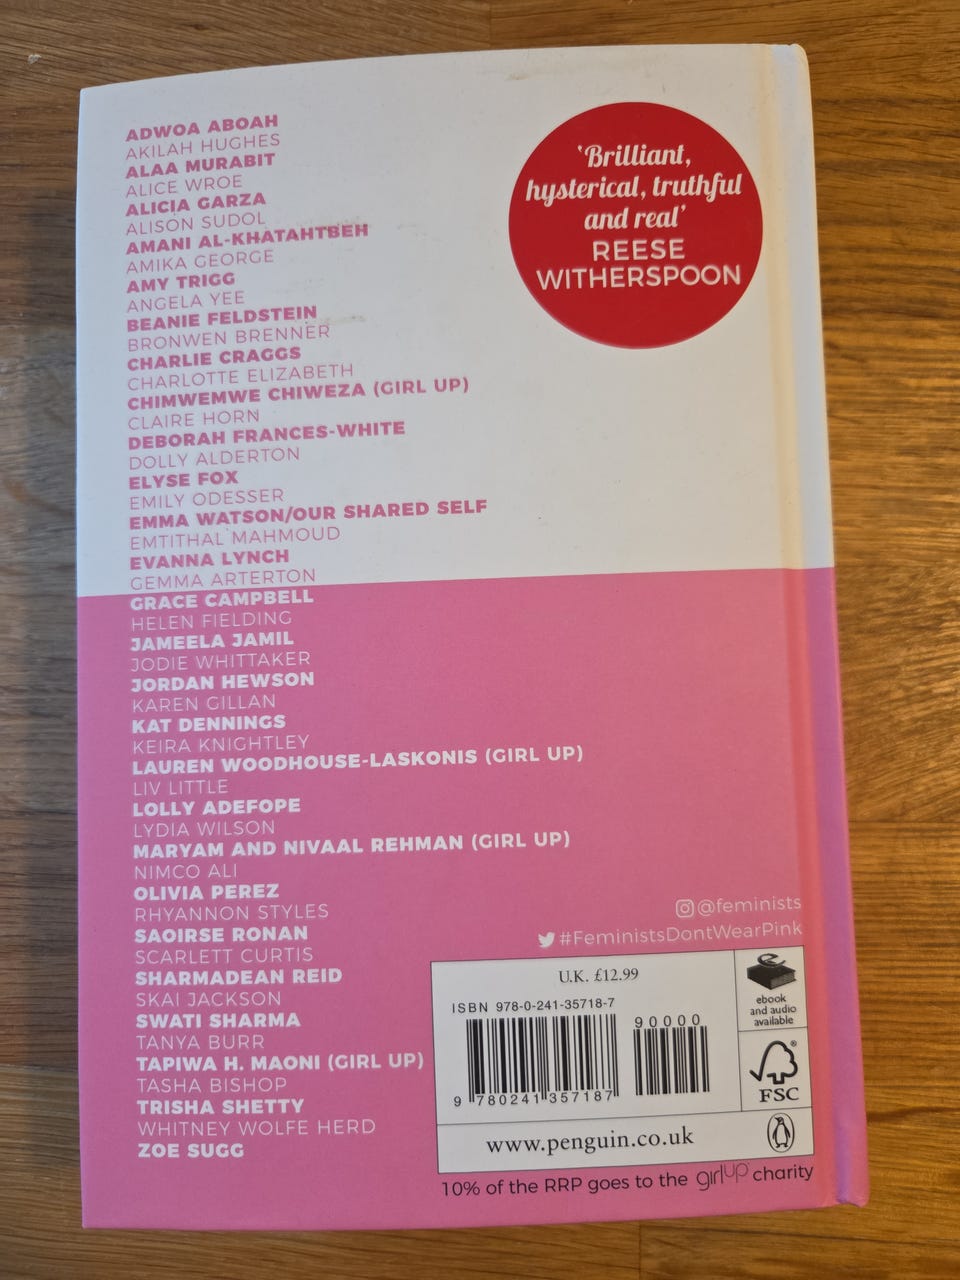 ADWOA ABOAH
AKILAH HUGHES
ALAA MURABIT
ALICE WROE
ALICIA GARZA
ALISON SUDOL
AMANI AL-KHATAHTBEH
AMIKA GEORGE
AMY TRIGG
ANGELA YEE
BEANIE FELDSTEIN
BRONWEN BRENNER
CHARLIE CRAGGS
CHARLOTTE ELIZABETH
CHIMWEMWE CHIWEZA (GIRL UP)
CLAIRE HORN
DEBORAH FRANCES-WHITE
DOLLY ALDERTON
ELYSE FOX
EMILY ODESSER
EMMA WATSON/OUR SHARED SELF
EMTITHAL MAHMOUD
EVANNA LYNCH
GEMMA ARTERTON
GRACE CAMPBELL
HELEN FIELDING
JAMEELA JAMIL
JODIE WHITTAKER
JORDAN HEWSON
KAREN GILLAN
KAT DENNINGS
KEIRA KNIGHTLEY
LAUREN WOODHOUSE-LASKONIS (GIRL UP)
LIV LITTLE
LOLLY ADEFOPE
LYDIA WILSON
MARYAM AND NIVAAL REHMAN (GIRL UP)
NIMCO ALI
OLIVIA PEREZ
RHYANNON STYLES
SAOIRSE RONAN
SCARLETT CURTIS
SHARMADEAN REID
SKAI JACKSON
SWATI SHARMA
TANYA BURR
TAPIWA H. MAONI (GIRL UP)
TASHA BISHOP
TRISHA SHETTY
WHITNEY WOLFE HERD
ZOE SUGG
‘Brilliant,
hysterical, truthful
and real’
REESE
WITHERSPOON
@feminists
#FeministsDontWearPink
U.K. £12.99
ISBN 978-0-241-35718-7
90000
9 780241 357187
ebook
and audio
available
FSC
www.penguin.co.uk
10% of the RRP goes to the girlup charity